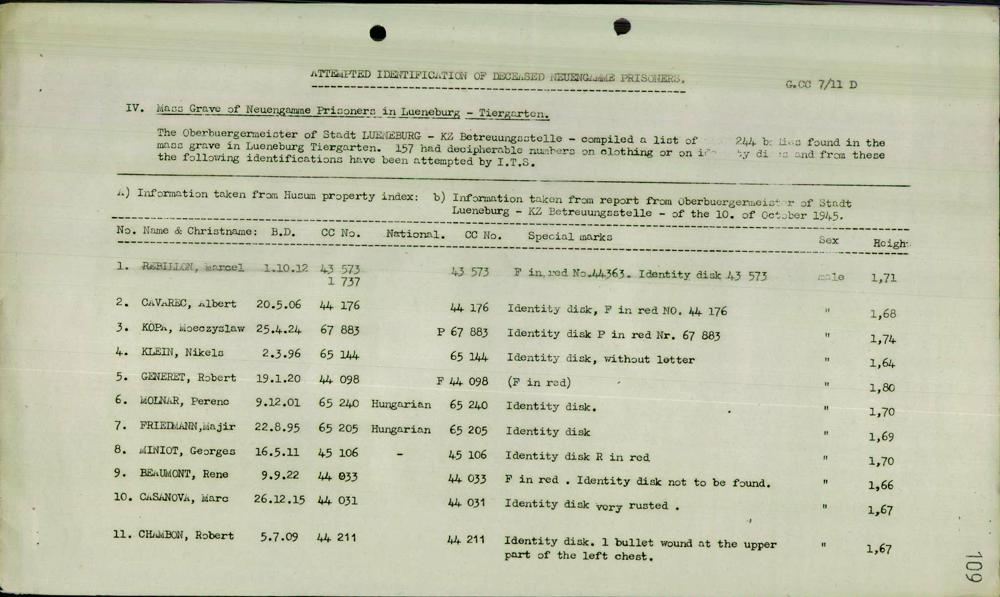 ATTEMPTED IDENTIFICATION OF DECEASED NEUENGAMME PRISONERS.
G.CC 7/11 D
IV. Mass Grave of Neuengamme Prisoners in Lueneburg - Tiergarten.
The Oberbuergermeister of Stadt LUENEBURG - KZ Betreuungsstelle - compiled a list of 244 bodies found in the
mass grave in Lueneburg Tiergarten. 157 had decipherable numbers on clothing or on and from these
the following identifications have been attempted by I.T.S.
A) Information taken from Husum property index: b) Information taken from report from Oberbuergermeister of Stadt
Lueneburg - KZ Betreuungsstelle - of the 10. of October 1945.
No. Name & Christname: B.D. CC No. National. CC No. Special marks Sex Heigh
1. REBILLON, Marcel 1.10.12 43 573 43 573 F in red No.44363. Identity disk 43 573 male 1,71
1 737
2. CAVAREC, Albert 20.5.06 44 176 44 176 Identity disk, F in red NO. 44 176 " 1,68
3. KOPA, Moeczyslaw 25.4.24 67 883 P 67 883 Identity disk P in red Nr. 67 883 " 1,74
4. KLEIN, Nikels 2.3.96 65 144 65 144 Identity disk, without letter " 1,64
5. GENERET, Robert 19.1.20 44 098 F 44 098 (F in red) " 1,80
6. MOLNAR, Ferenc 9.12.01 65 240 Hungarian 65 240 Identity disk. " 1,70
7. FRIEDMANN,Majir 22.8.95 65 205 Hungarian 65 205 Identity disk " 1,69
8. MINIOT, Georges 16.5.11 45 106 - 45 106 Identity disk R in red " 1,70
9. BEAUMONT, Rene 9.9.22 44 033 44 033 F in red . Identity disk not to be found. " 1,66
10. CASANOVA, Marc 26.12.15 44 031 44 031 Identity disk very rusted . " 1,67
11. CHAMBON, Robert 5.7.09 44 211 44 211 Identity disk. 1 bullet wound at the upper " 1,67
part of the left chest.
109